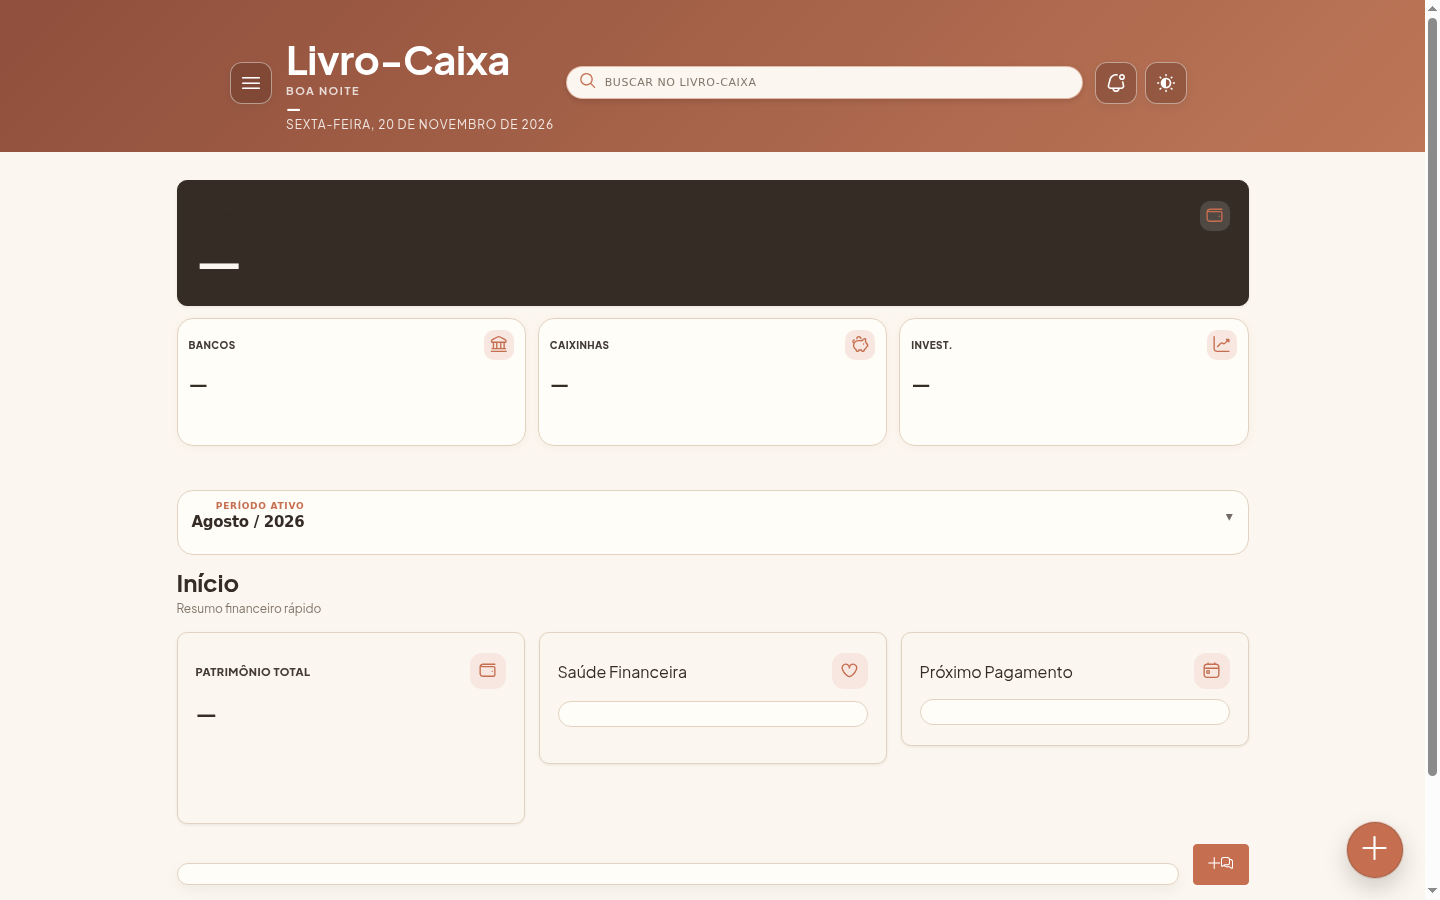 Livro-Caixa
BOA NOITE
—
SEXTA-FEIRA, 20 DE NOVEMBRO DE 2026
BUSCAR NO LIVRO-CAIXA
—
BANCOS
—
CAIXINHAS
—
INVEST.
—
PERÍODO ATIVO
Agosto / 2026
Início
Resumo financeiro rápido
PATRIMÔNIO TOTAL
—
Saúde Financeira
Próximo Pagamento